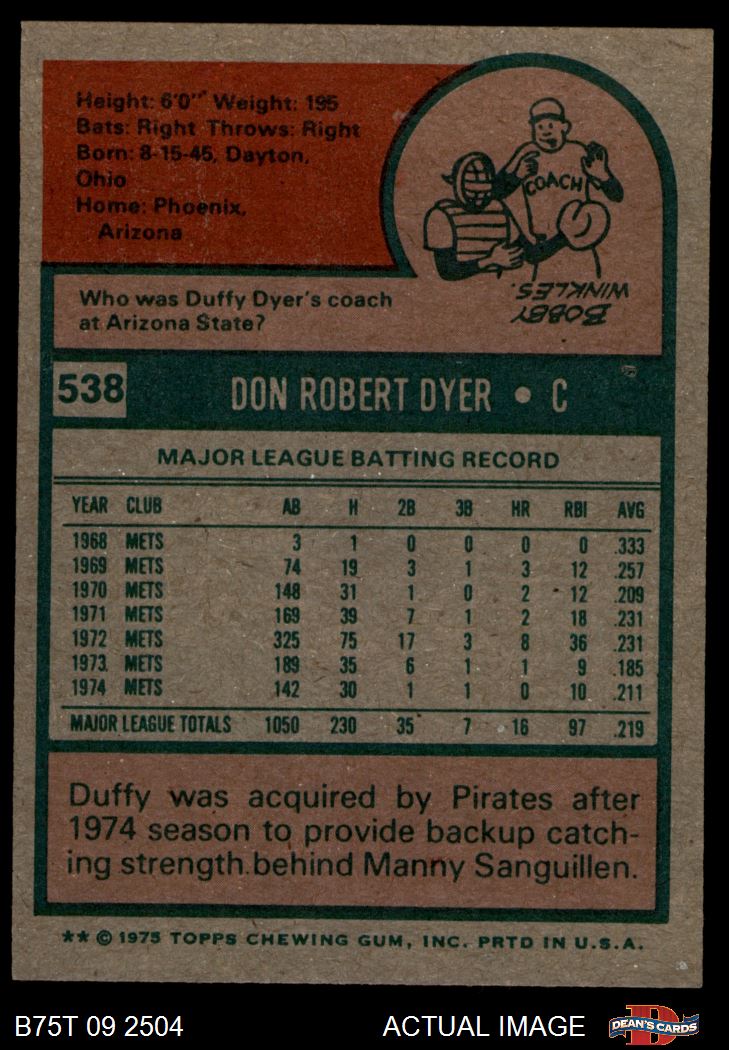 Height: 6'0" Weight: 195
Bats: Right Throws: Right
Born: 8-15-45, Dayton,
Ohio
Home: Phoenix,
Arizona
COACH
BOBBY
WINKLES.
Who was Duffy Dyer's coach
at Arizona State?
538 DON ROBERT DYER • C
MAJOR LEAGUE BATTING RECORD
YEAR CLUB AB H 2B 3B HR RBI AVG
1968 METS 3 1 0 0 0 0 .333
1969 METS 74 19 3 1 3 12 .257
1970 METS 148 31 1 0 2 12 .209
1971 METS 169 39 7 1 2 18 .231
1972 METS 325 75 17 3 8 36 .231
1973 METS 189 35 6 1 1 9 .185
1974 METS 142 30 1 1 0 10 .211
MAJOR LEAGUE TOTALS 1050 230 35 7 16 97 .219
Duffy was acquired by Pirates after
1974 season to provide backup catch-
ing strength behind Manny Sanguillen.
** © 1975 TOPPS CHEWING GUM, INC. PRTD IN U.S.A.
B75T 09 2504 ACTUAL IMAGE D DEAN'S CARDS